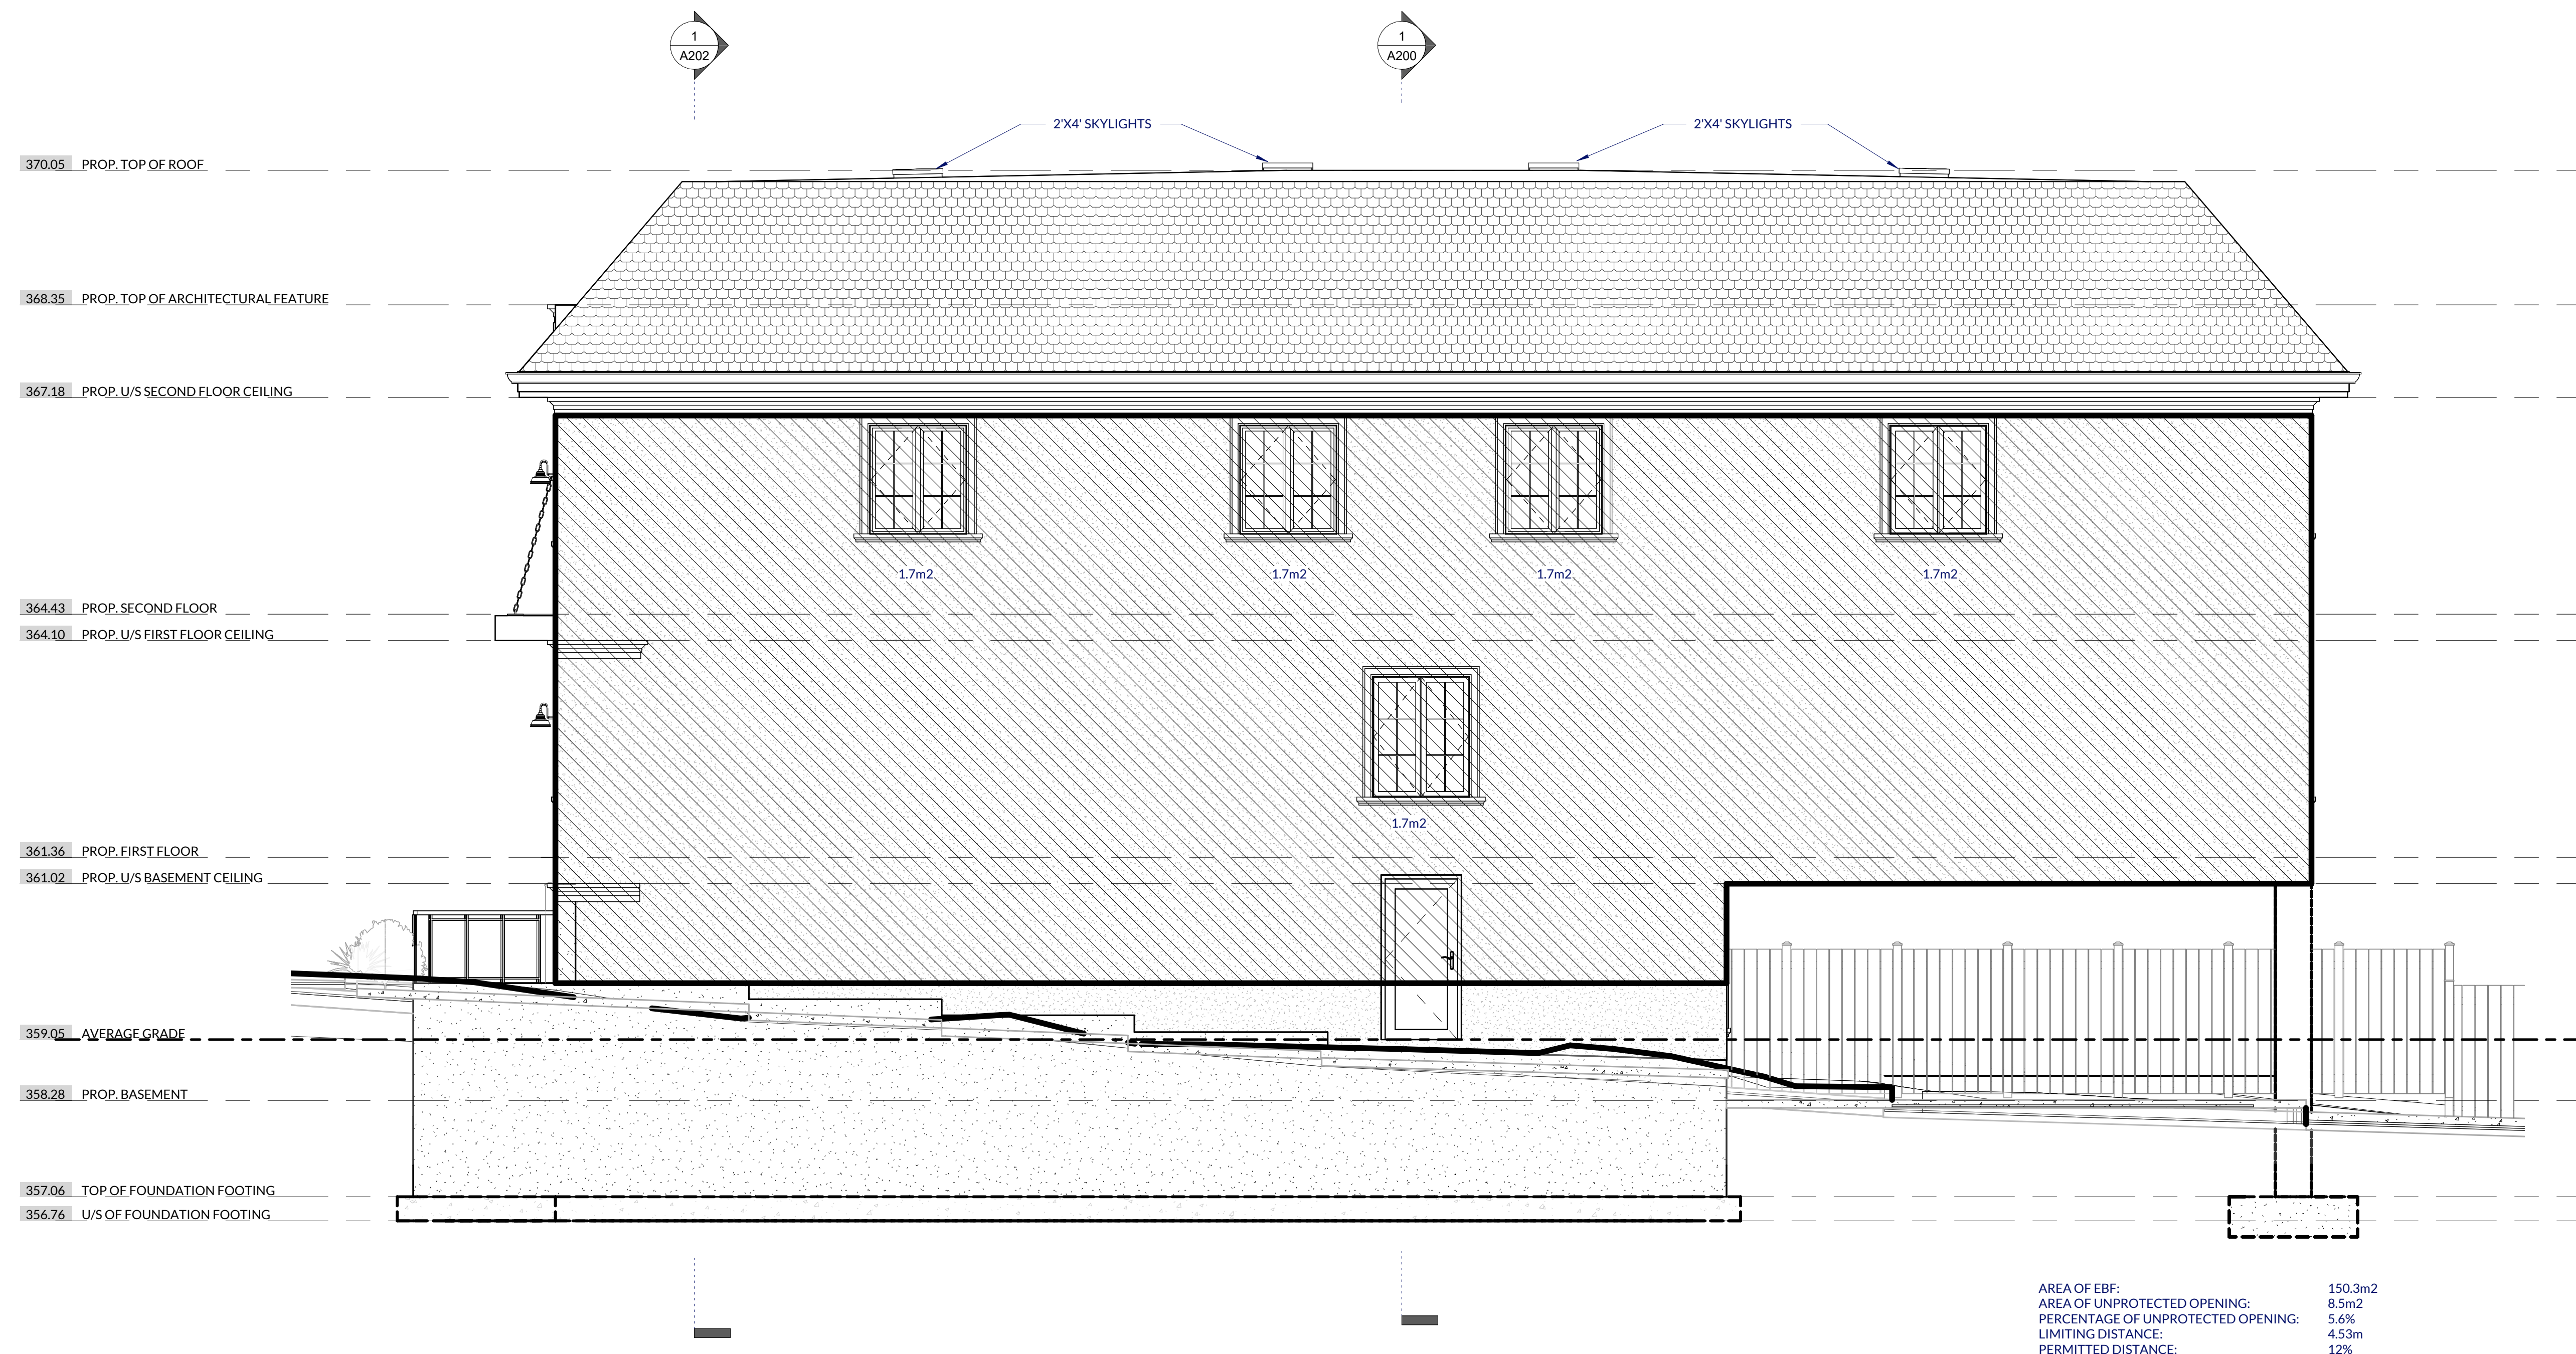 1
A202
1
A200
2'X4' SKYLIGHTS
2'X4' SKYLIGHTS
370.05 PROP. TOP OF ROOF
368.35 PROP. TOP OF ARCHITECTURAL FEATURE
367.18 PROP. U/S SECOND FLOOR CEILING
1.7m2 1.7m2 1.7m2 1.7m2
364.43 PROP. SECOND FLOOR
364.10 PROP. U/S FIRST FLOOR CEILING
1.7m2
361.36 PROP. FIRST FLOOR
361.02 PROP. U/S BASEMENT CEILING
359.05 AVERAGE GRADE
358.28 PROP. BASEMENT
357.06 TOP OF FOUNDATION FOOTING
356.76 U/S OF FOUNDATION FOOTING
AREA OF EBF: 150.3m2
AREA OF UNPROTECTED OPENING: 8.5m2
PERCENTAGE OF UNPROTECTED OPENING: 5.6%
LIMITING DISTANCE: 4.53m
PERMITTED DISTANCE: 12%